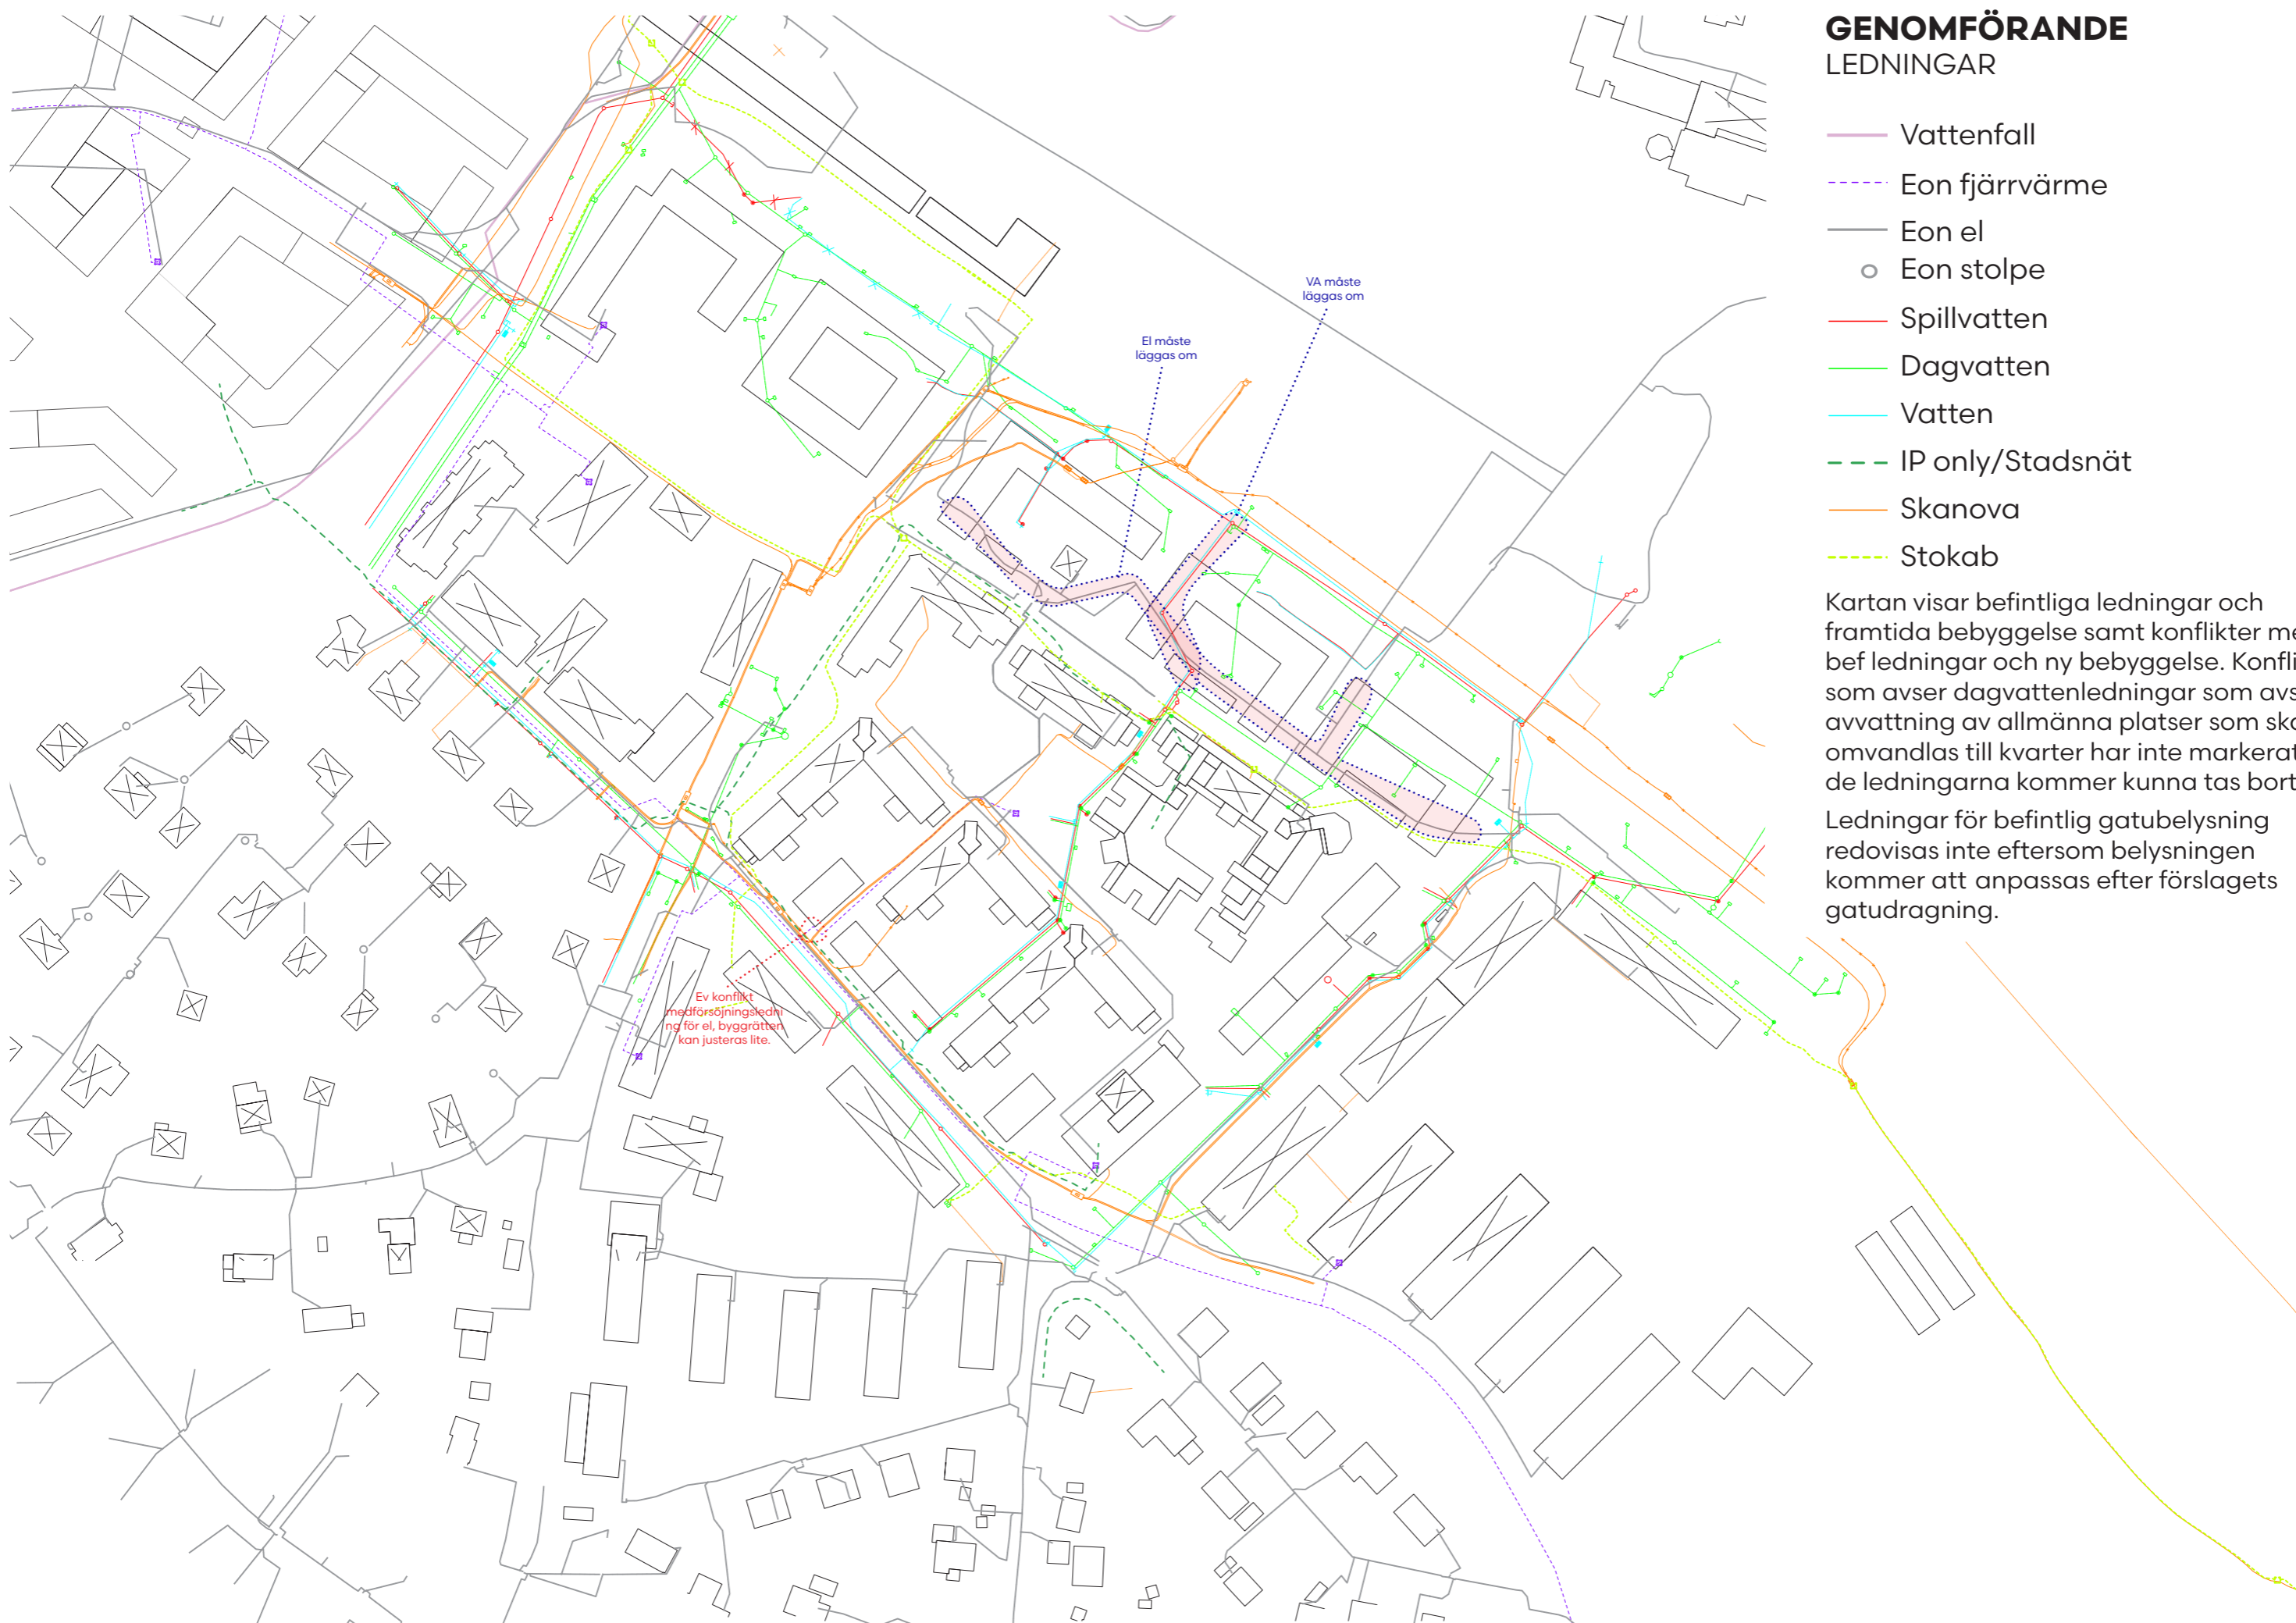 GENOMFÖRANDE
LEDNINGAR
Vattenfall
Eon fjärrvärme
Eon el
Eon stolpe
Spillvatten
Dagvatten
Vatten
IP only/Stadsnät
Skanova
Stokab
Kartan visar befintliga ledningar och
framtida bebyggelse samt konflikter me
bef ledningar och ny bebyggelse. Konfli
som avser dagvattenledningar som avs
avvattning av allmänna platser som ska
omvandlas till kvarter har inte markerat
de ledningarna kommer kunna tas bort
Ledningar för befintlig gatubelysning
redovisas inte eftersom belysningen
kommer att anpassas efter förslagets
gatudragning.
VA måste
läggas om
El måste
läggas om
Ev konflikt
medförsöjningsledni
ng för el, byggrätten
kan justeras lite.